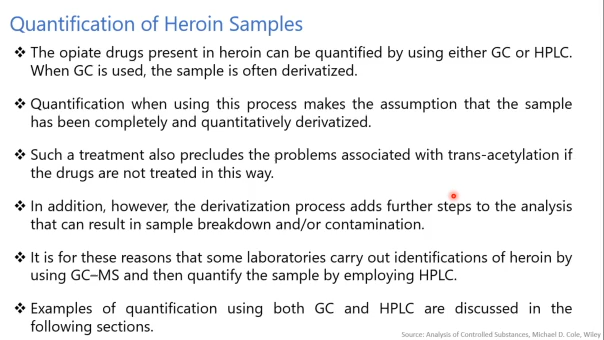 Quantification of Heroin Samples
❖ The opiate drugs present in heroin can be quantified by using either GC or HPLC.
When GC is used, the sample is often derivatized.
❖ Quantification when using this process makes the assumption that the sample
has been completely and quantitatively derivatized.
❖ Such a treatment also precludes the problems associated with trans-acetylation if
the drugs are not treated in this way.
❖ In addition, however, the derivatization process adds further steps to the analysis
that can result in sample breakdown and/or contamination.
❖ It is for these reasons that some laboratories carry out identifications of heroin by
using GC–MS and then quantify the sample by employing HPLC.
❖ Examples of quantification using both GC and HPLC are discussed in the
following sections.
Source: Analysis of Controlled Substances, Michael D. Cole, Wiley